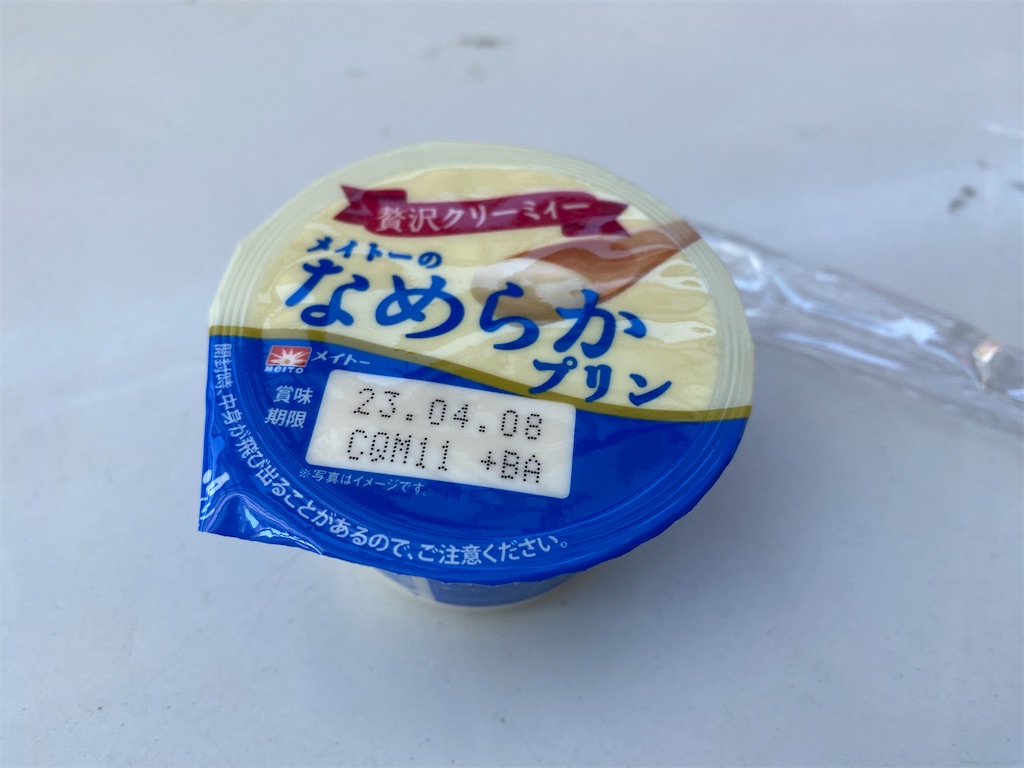 贅沢クリーミィー
メイトーの
なめらか
プリン
MEITO
メイトー
賞味
期限
23.04.08
CQM11 +BA
※写真はイメージです。
開封時、中身が飛び出ることがあるので、ご注意ください。